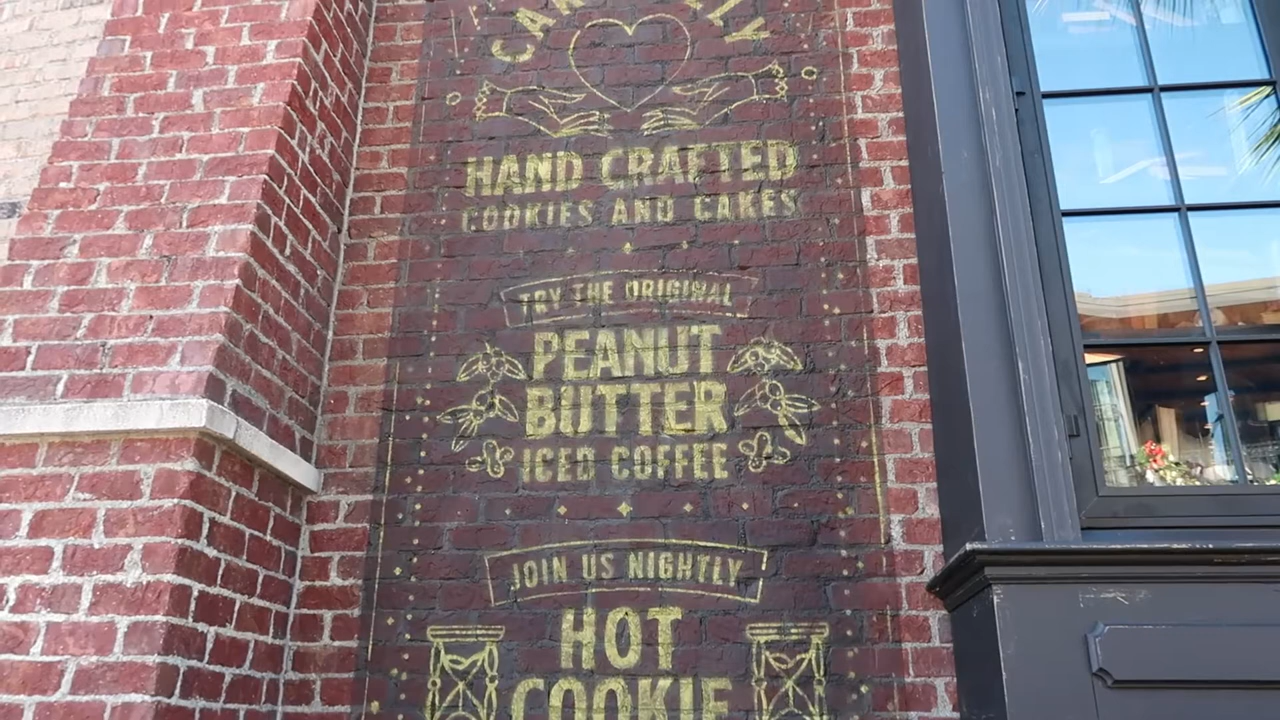 HAND CRAFTED
COOKIES AND CAKES
TRY THE ORIGINAL
PEANUT
BUTTER
ICED COFFEE
JOIN US NIGHTLY
HOT
COOKIE